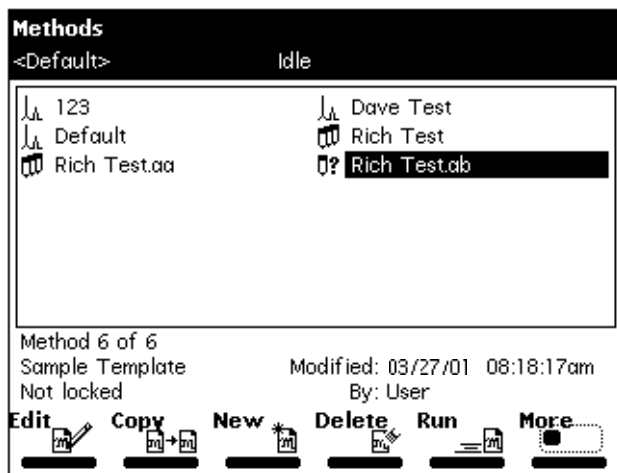 Methods
<Default> Idle
123 Dave Test
Default Rich Test
Rich Test.aa Rich Test.ab
Method 6 of 6
Sample Template Modified: 03/27/01 08:18:17am
Not locked By: User
Edit Copy New Delete Run More